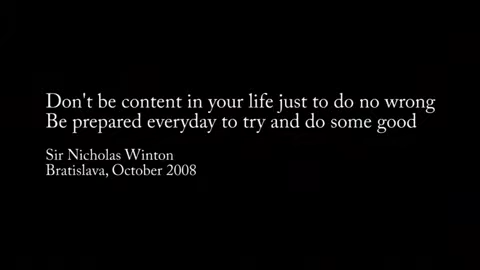 Don't be content in your life just to do no wrong
Be prepared everyday to try and do some good
Sir Nicholas Winton
Bratislava, October 2008